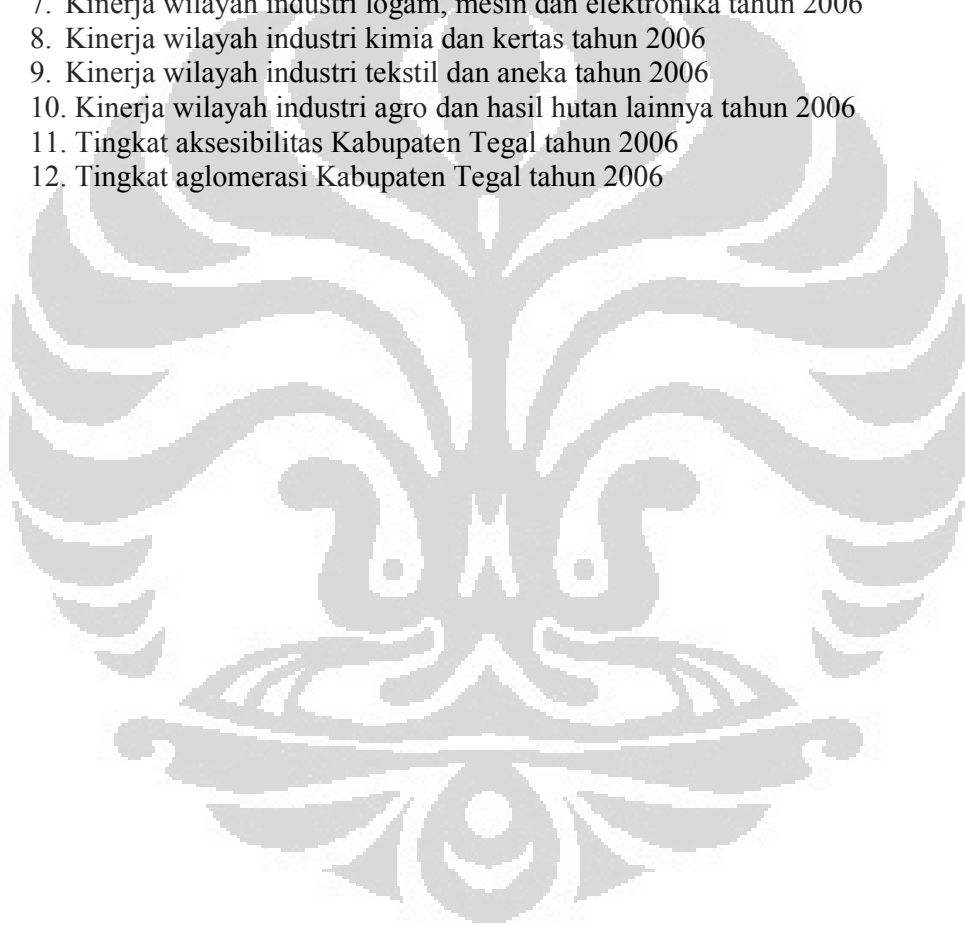 7. Kinerja wilayah industri logam, mesin dan elektronika tahun 2006
8. Kinerja wilayah industri kimia dan kertas tahun 2006
9. Kinerja wilayah industri tekstil dan aneka tahun 2006
10. Kinerja wilayah industri agro dan hasil hutan lainnya tahun 2006
11. Tingkat aksesibilitas Kabupaten Tegal tahun 2006
12. Tingkat aglomerasi Kabupaten Tegal tahun 2006